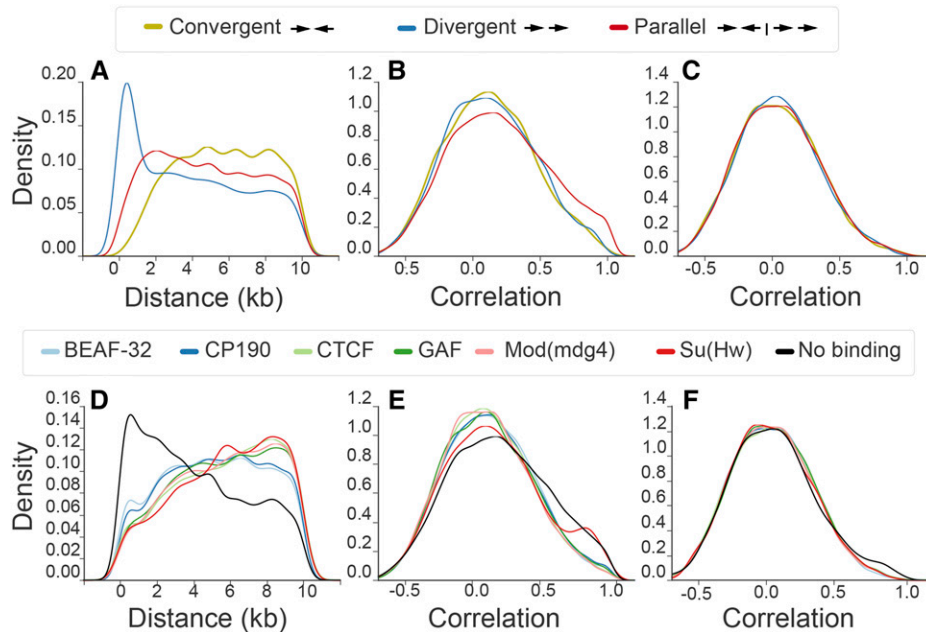 Convergent Divergent Parallel
A B C
0.20 0.15 0.10 0.05 0.00
Density
0 2 4 6 8 10
Distance (kb)
1.2 1.0 0.8 0.6 0.4 0.2 0.0
-0.5 0.0 0.5 1.0
Correlation
1.4 1.2 1.0 0.8 0.6 0.4 0.2 0.0
-0.5 0.0 0.5 1.0
Correlation
BEAF-32 CP190 CTCF GAF Mod(mdg4) Su(Hw) No binding
D E F
0.16 0.14 0.12 0.10 0.08 0.06 0.04 0.02 0.00
Density
0 2 4 6 8 10
Distance (kb)
1.2 1.0 0.8 0.6 0.4 0.2 0.0
-0.5 0.0 0.5 1.0
Correlation
1.4 1.2 1.0 0.8 0.6 0.4 0.2 0.0
-0.5 0.0 0.5 1.0
Correlation